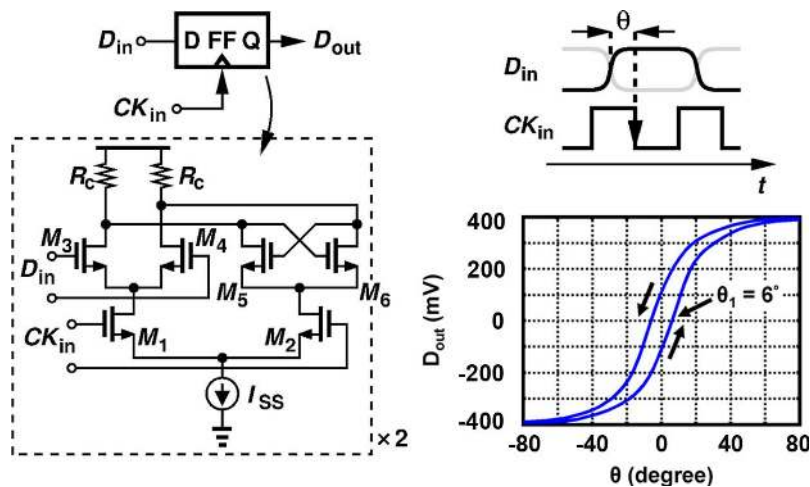 D_in D FF Q D_out
CK_in
R_c R_c
M_3 M_4
D_in
M_5 M_6
CK_in M_1 M_2
I_SS
×2
θ
D_in
CK_in
t
D_out (mV)
400
200
0
-200
-400
θ_1 = 6°
-80 -40 0 40 80
θ (degree)